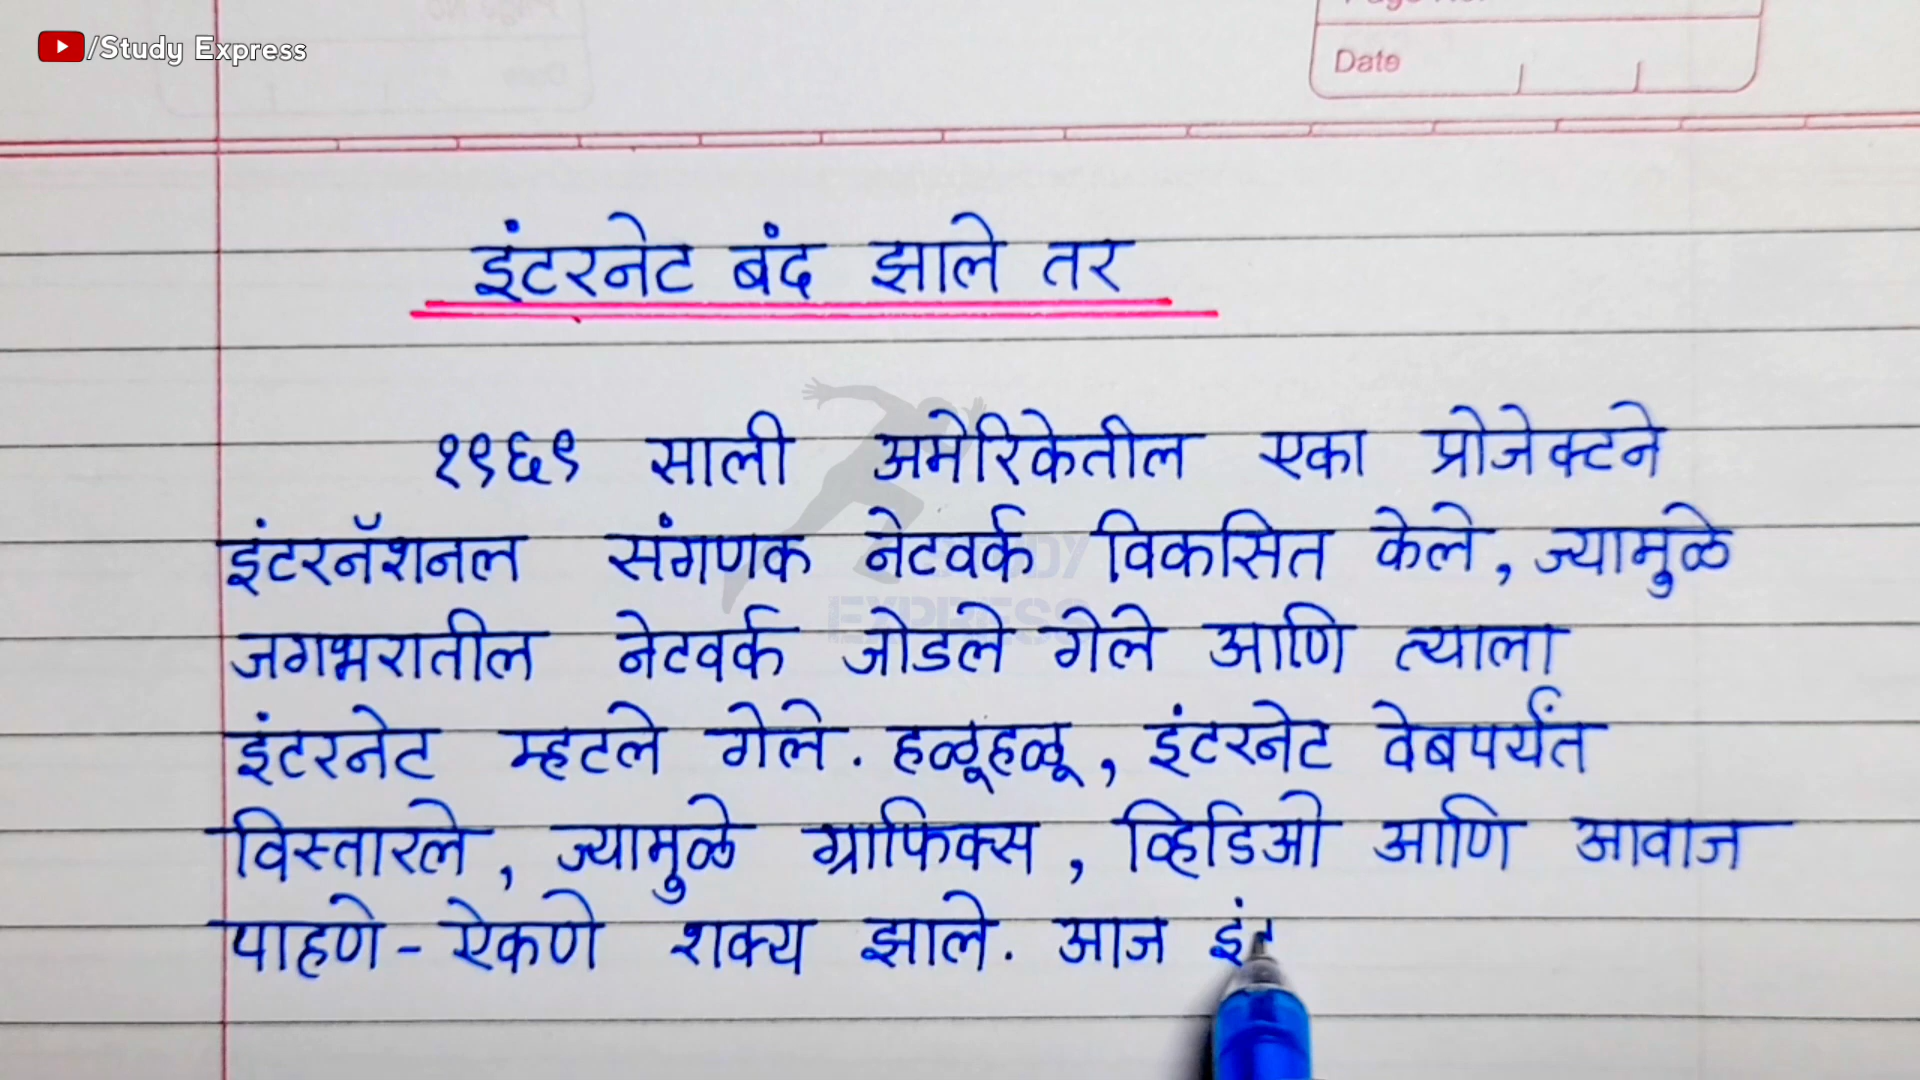 /Study Express
Date
इंटरनेट बंद झाले तर
१९६९ साली अमेरिकेतील एका प्रोजेक्टने
इंटरनॅशनल संगणक नेटवर्क विकसित केले, ज्यामुळे
जगभरातील नेटवर्क जोडले गेले आणि त्याला
इंटरनेट म्हटले गेले. हळूहळू, इंटरनेट वेबपर्यंत
विस्तारले, ज्यामुळे ग्राफिक्स, व्हिडिओ आणि आवाज
पाहणे - ऐकणे शक्य झाले. आज
EXPRESS